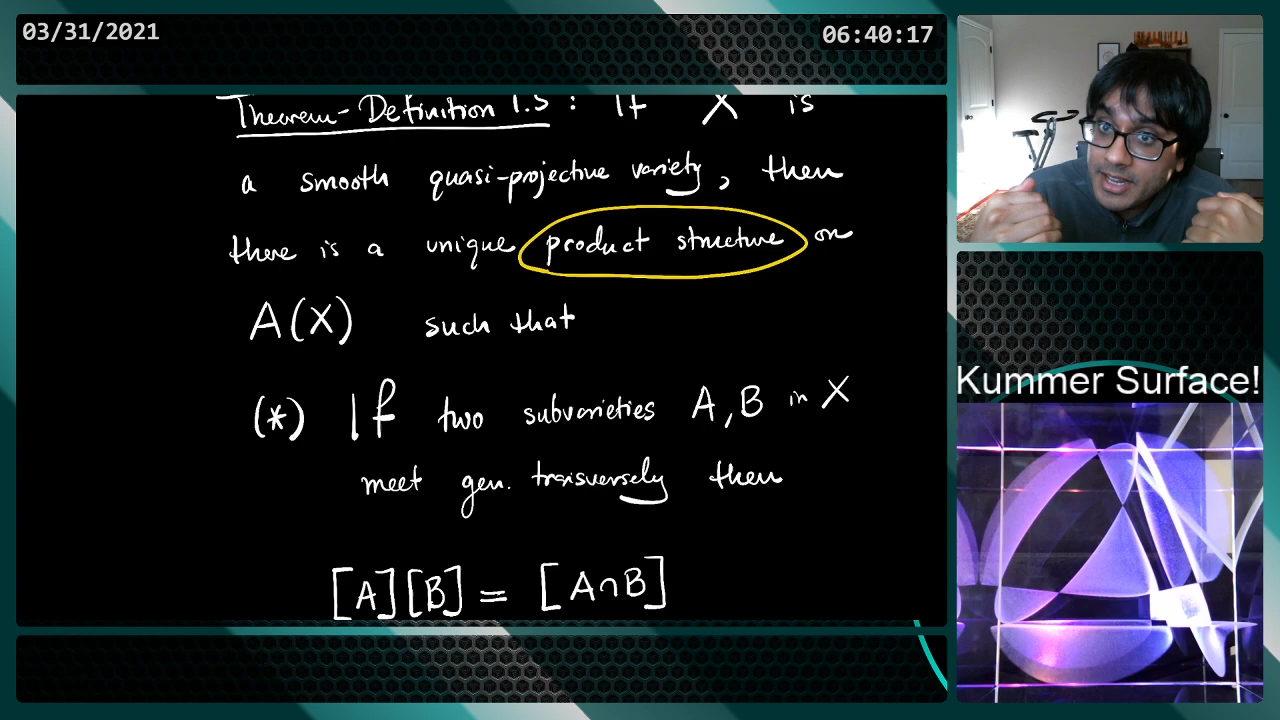 03/31/2021
06:40:17
Theorem-Definition 1.5 : If X is
a smooth quasi-projective variety, then
there is a unique product structure on
A(X) such that
(*) If two subvarieties A, B in X
meet gen. transversely then
[A][B] = [A∩B]
Kummer Surface!